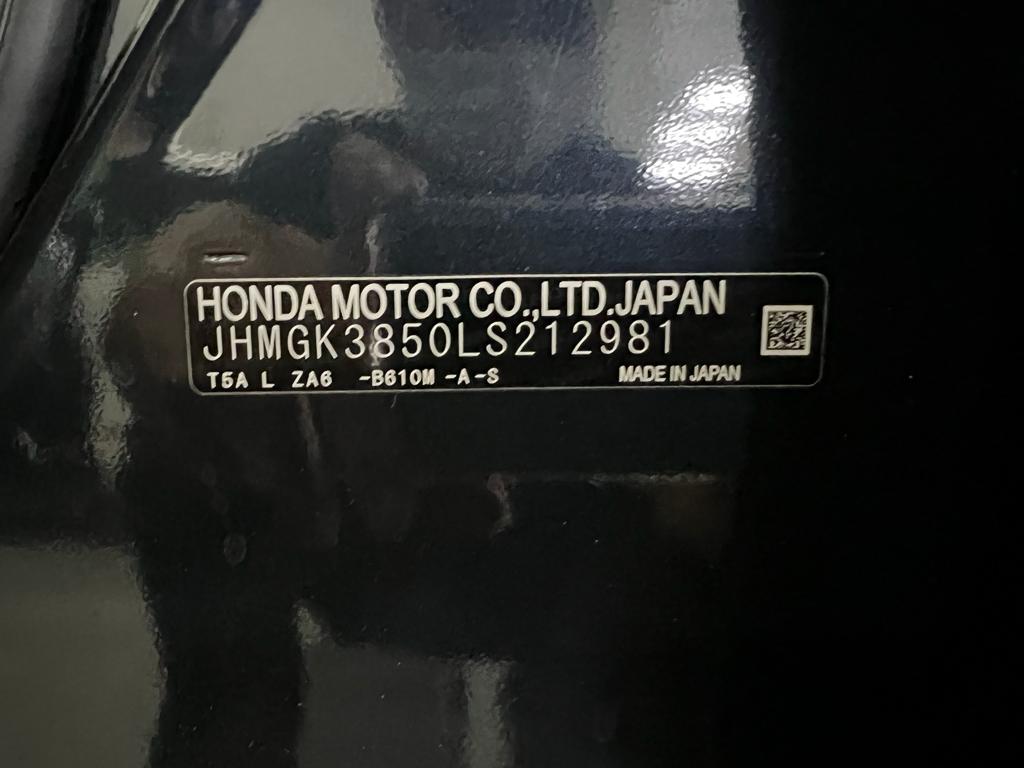 HONDA MOTOR CO.,LTD.JAPAN
JHMGK3850LS212981
T5A L ZA6 -B610M -A-S MADE IN JAPAN